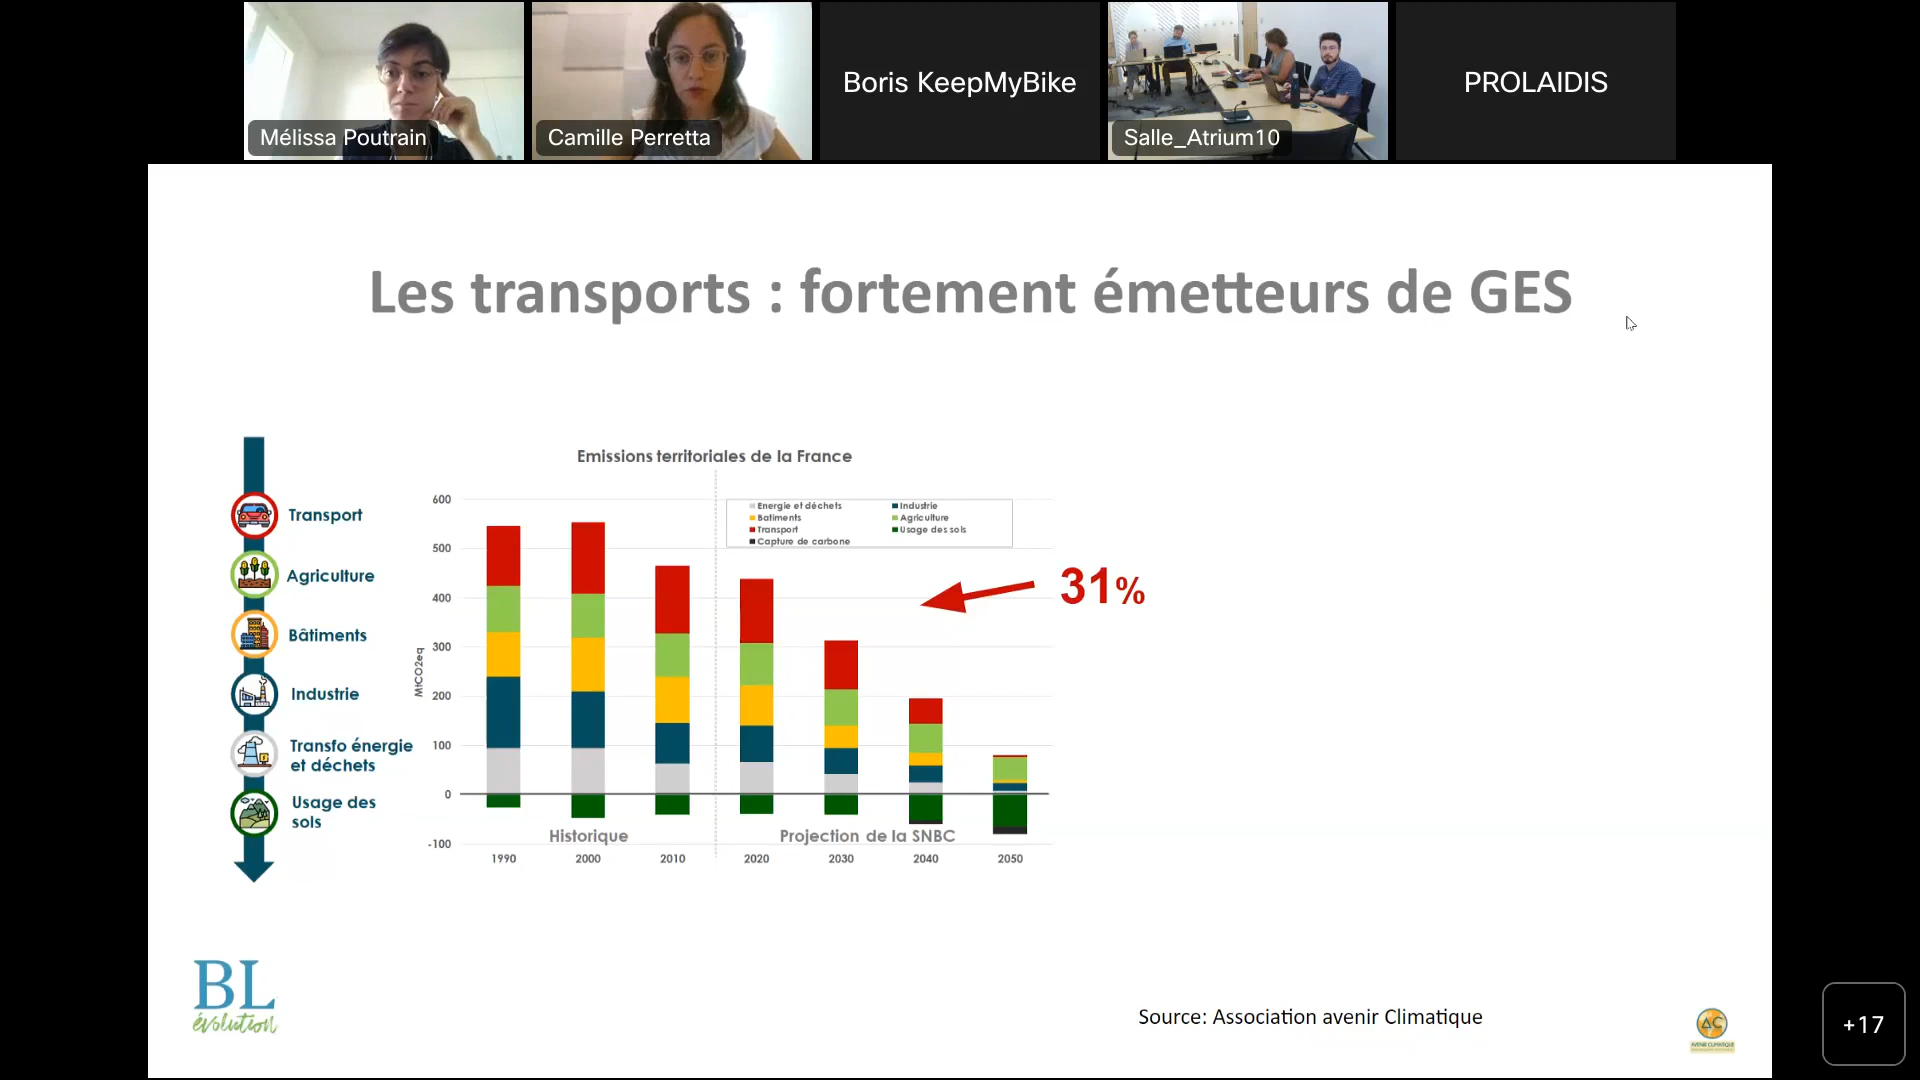 Mélissa Poutrain
Camille Perretta
Boris KeepMyBike
Salle_Atrium10
PROLAIDIS
Les transports : fortement émetteurs de GES
Transport
Agriculture
Bâtiments
Industrie
Transfo énergie
et déchets
Usage des
sols
Emissions territoriales de la France
Energie et déchets
Industrie
Batiments
Agriculture
Transport
Usage des sols
Capture de carbone
MtCO2eq
600
500
400
300
200
100
0
-100
31%
Historique
Projection de la SNBC
1990
2000
2010
2020
2030
2040
2050
BL
évolution
Source: Association avenir Climatique
AC
AVENIR CLIMATIQUE
+17